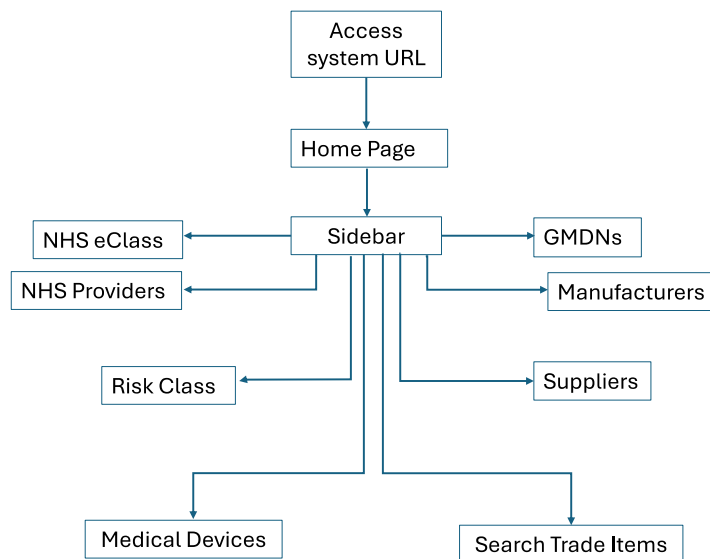 Access
system URL
Home Page
Sidebar
NHS eClass
GMDNs
NHS Providers
Manufacturers
Risk Class
Suppliers
Medical Devices
Search Trade Items